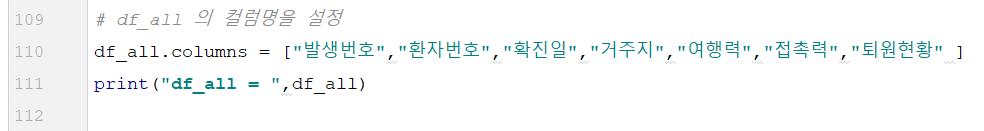 109 # df_all 의 컬럼명을 설정
110 df_all.columns = ["발생번호","환자번호","확진일","거주지","여행력","접촉력","퇴원현황" ]
111 print("df_all = ",df_all)
112